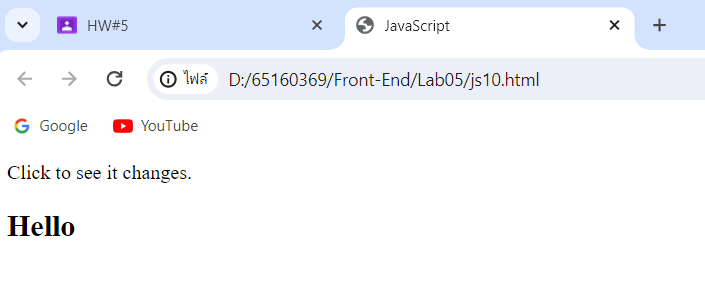 HW#5 JavaScript
ไฟล์ D:/65160369/Front-End/Lab05/js10.html
Google YouTube
Click to see it changes.
Hello